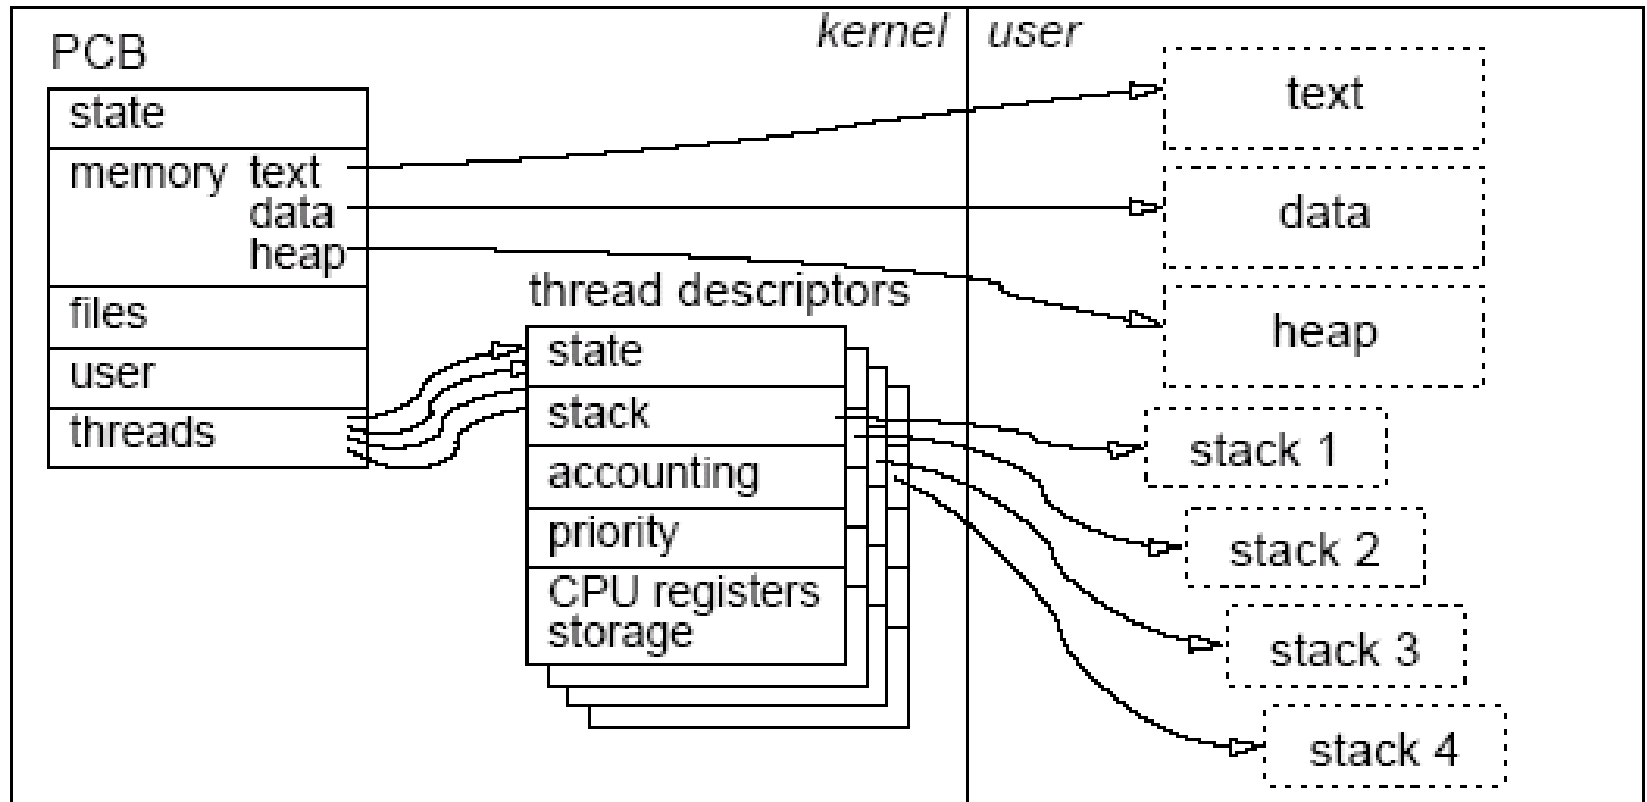 kernel
user
PCB
state
memory text
data
heap
files
user
threads
thread descriptors
state
stack
accounting
priority
CPU registers
storage
text
data
heap
stack 1
stack 2
stack 3
stack 4